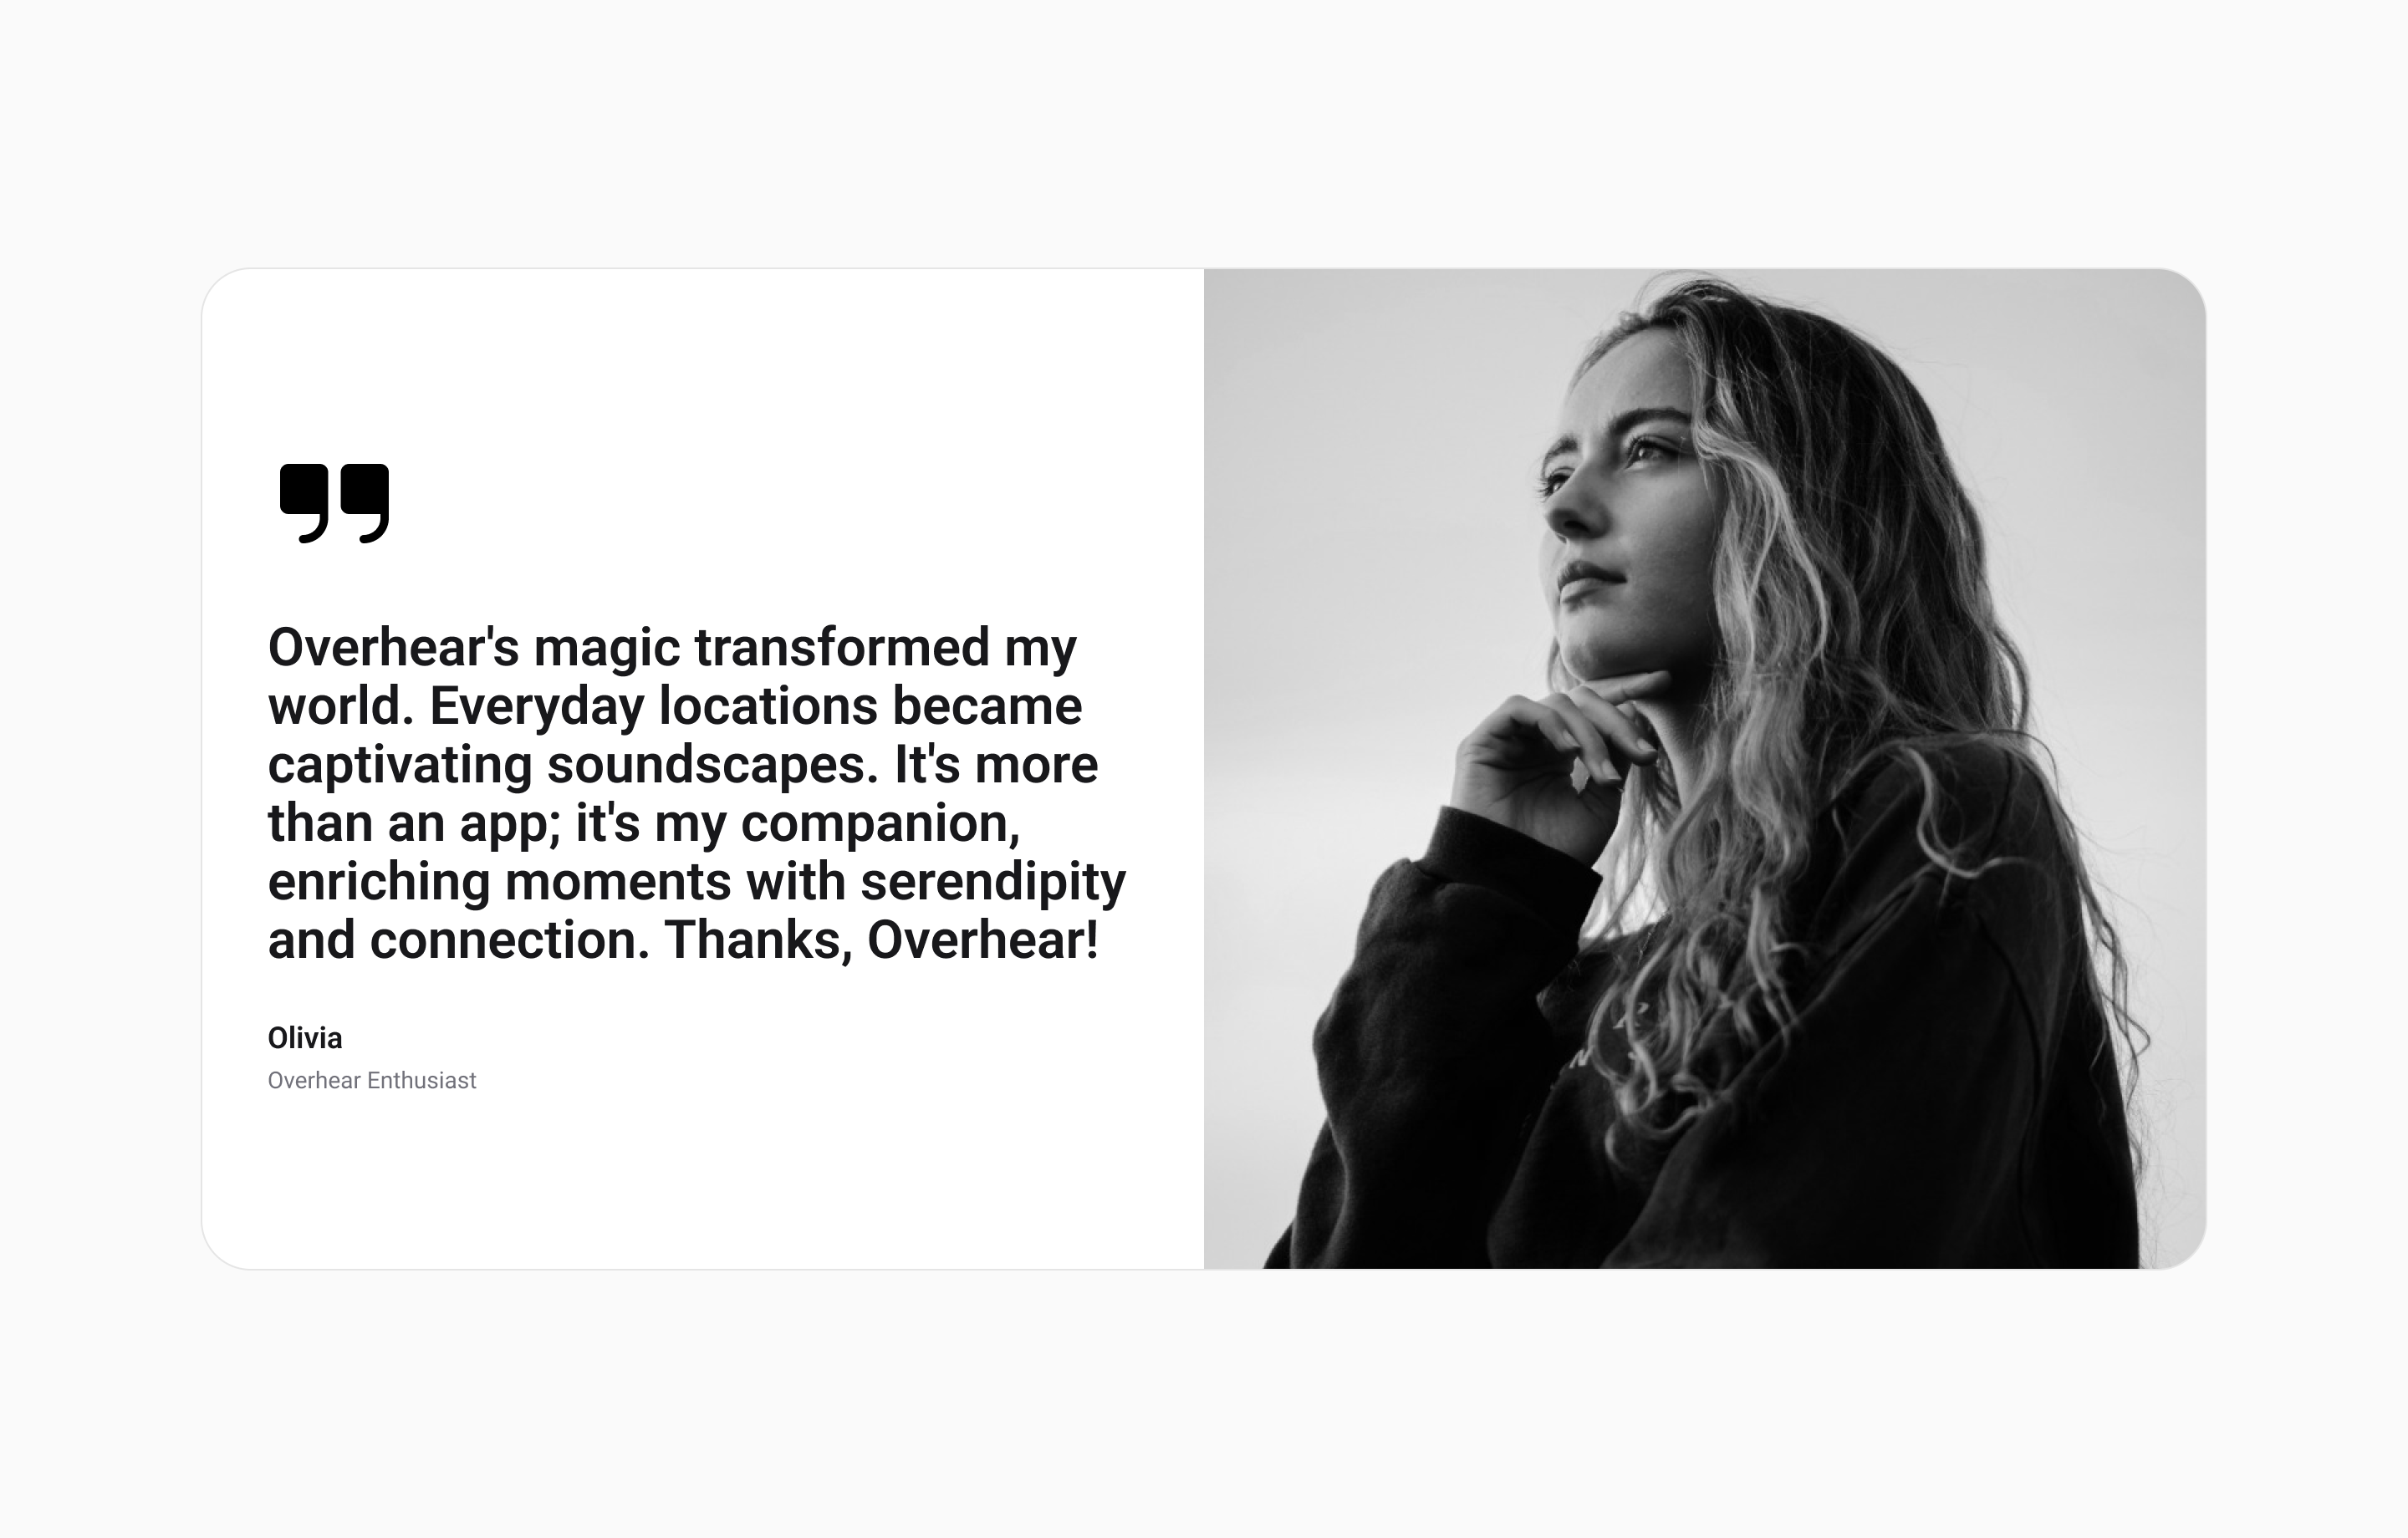 Overhear's magic transformed my
world. Everyday locations became
captivating soundscapes. It's more
than an app; it's my companion,
enriching moments with serendipity
and connection. Thanks, Overhear!
Olivia
Overhear Enthusiast